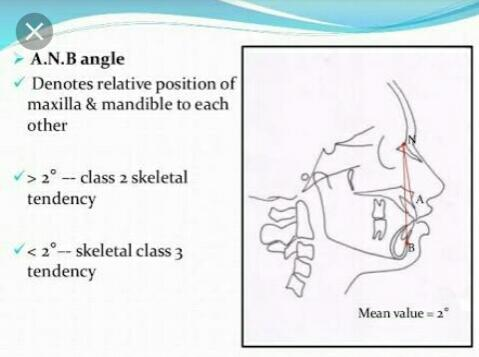 A.N.B angle
Denotes relative position of
maxilla & mandible to each
other
> 2° -- class 2 skeletal
tendency
< 2°-- skeletal class 3
tendency
N
A
B
Mean value = 2°